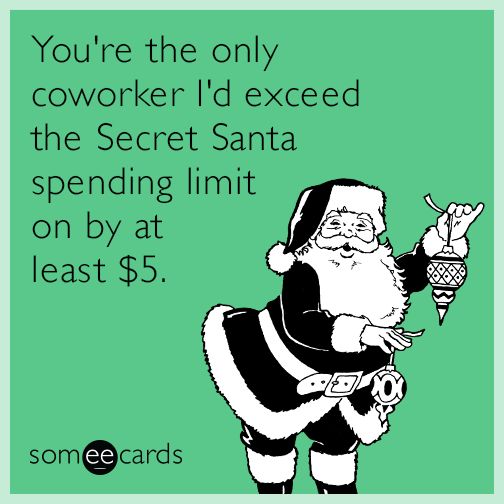 You're the only
coworker I'd exceed
the Secret Santa
spending limit
on by at
least $5.
someecards